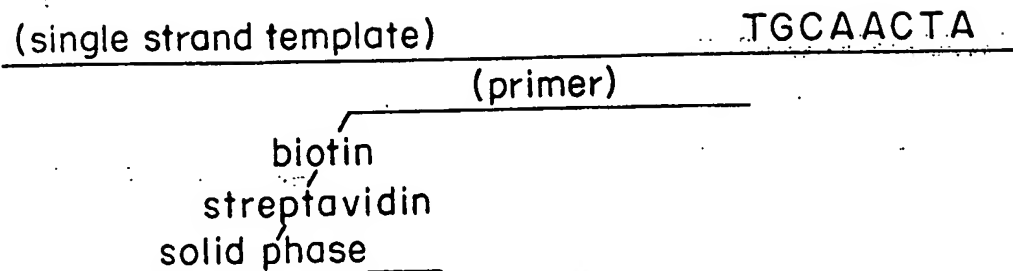 (single strand template) TGCAACTA
(primer)
biotin
streptavidin
solid phase